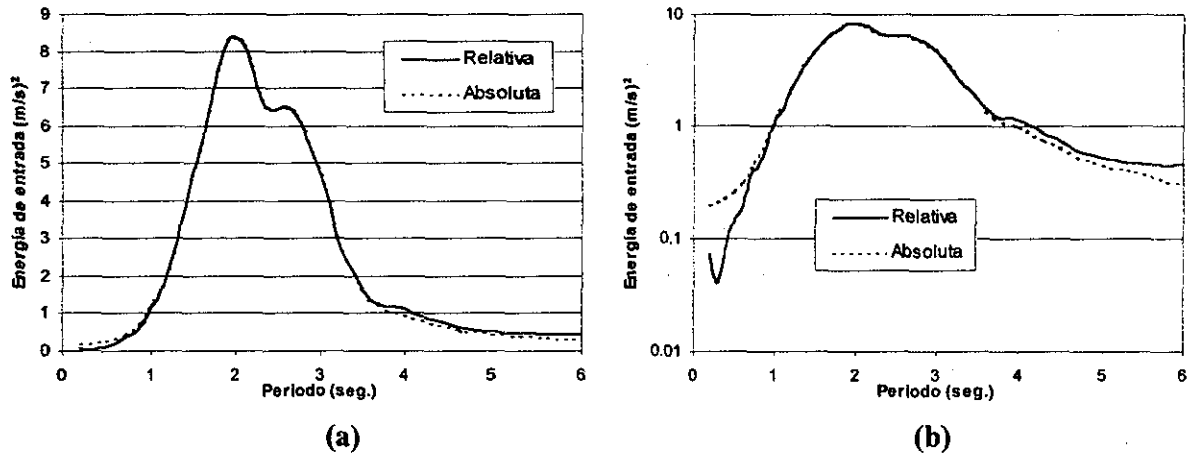 9
8
7
6
5
4
3
2
1
0
Energía de entrada (m/s)²
Relativa
Absoluta
0 1 2 3 4 5 6
Periodo (seg.)
(a)
10
1
0,1
0.01
Energía de entrada (m/s)²
Relativa
Absoluta
0 1 2 3 4 5 6
Periodo (seg.)
(b)